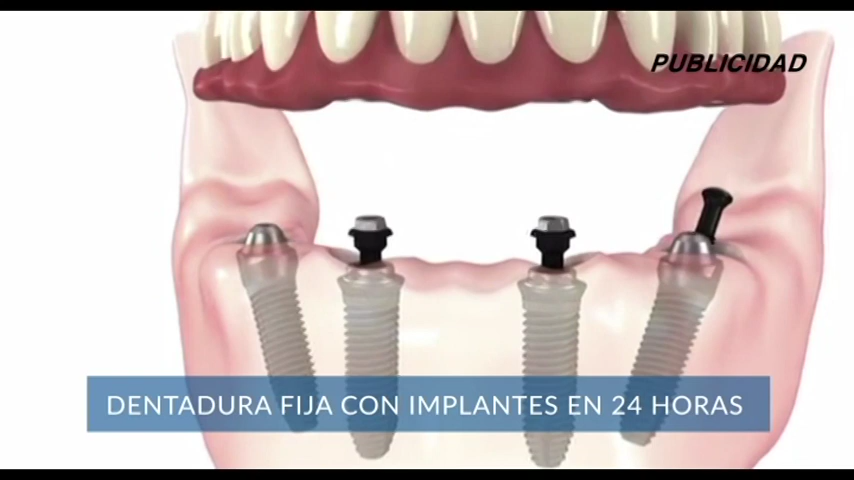 PUBLICIDAD
DENTADURA FIJA CON IMPLANTES EN 24 HORAS